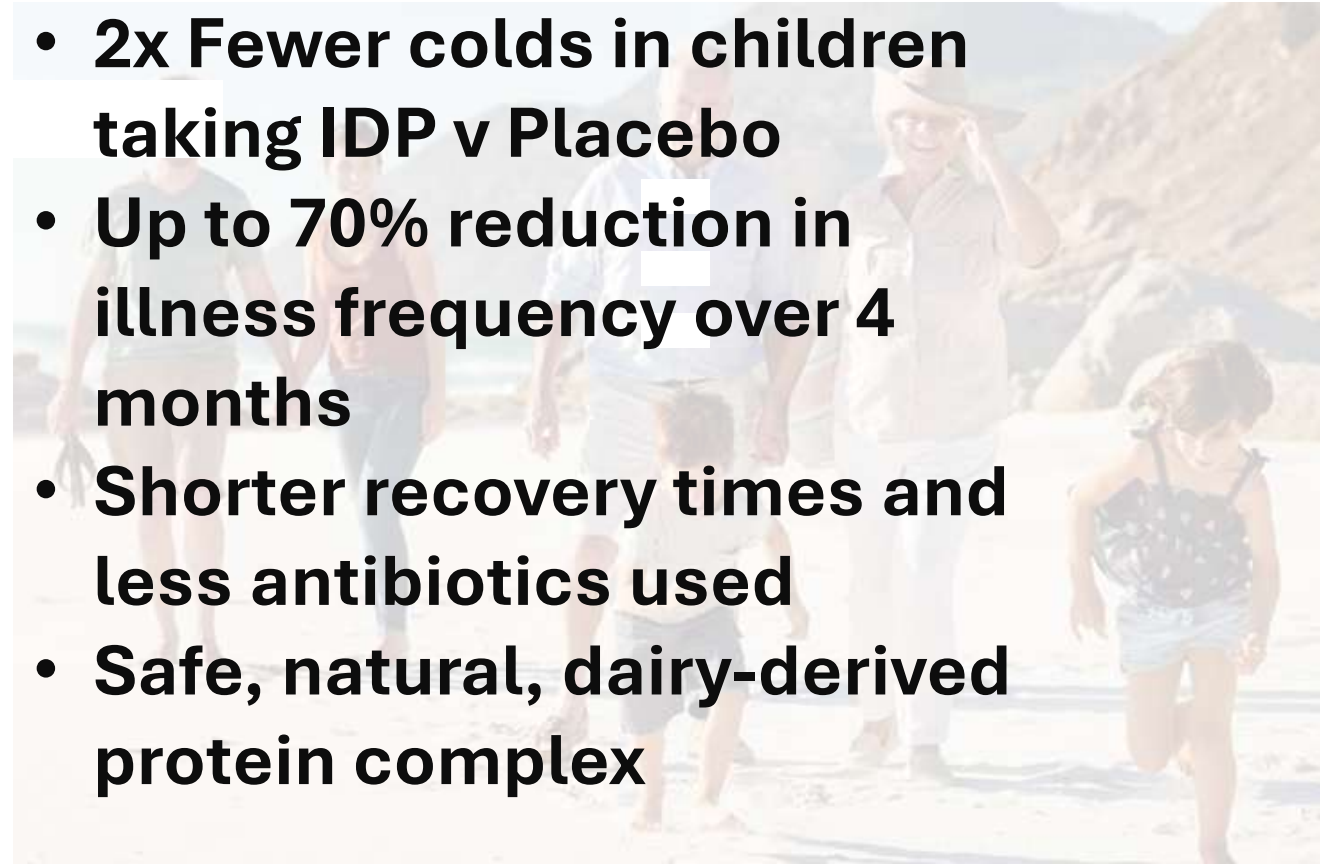 • 2x Fewer colds in children
taking IDP v Placebo
• Up to 70% reduction in
illness frequency over 4
months
• Shorter recovery times and
less antibiotics used
• Safe, natural, dairy-derived
protein complex